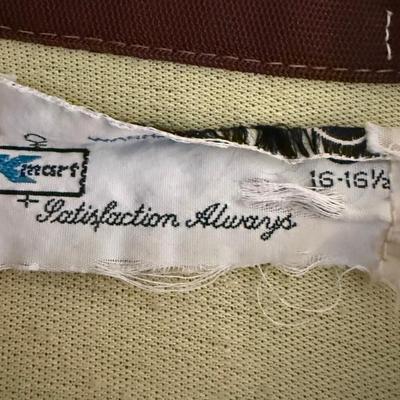 Kmart 16-16½
Satisfaction Always